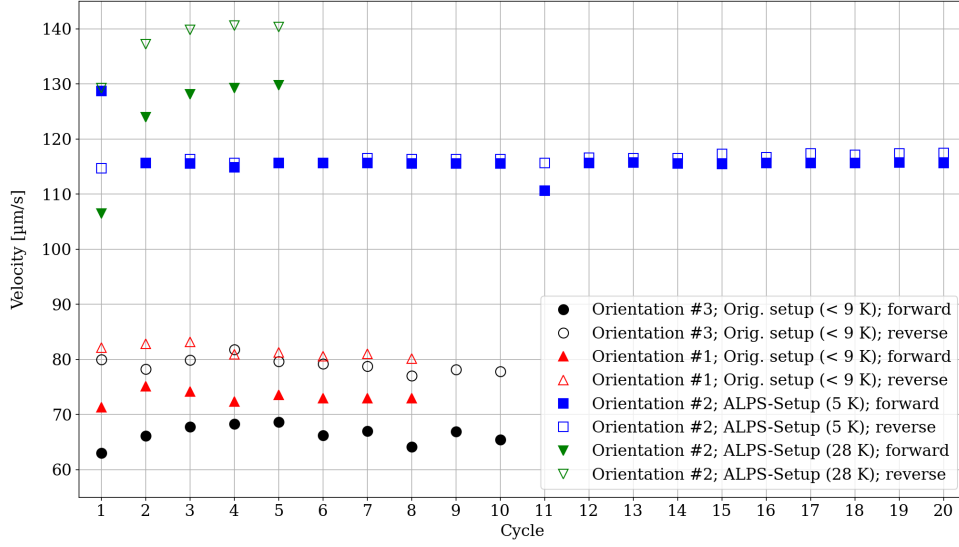 140
130
120
110
100
90
80
70
60
Velocity [µm/s]
1 2 3 4 5 6 7 8 9 10 11 12 13 14 15 16 17 18 19 20
Cycle
Orientation #3; Orig. setup (< 9 K); forward
Orientation #3; Orig. setup (< 9 K); reverse
Orientation #1; Orig. setup (< 9 K); forward
Orientation #1; Orig. setup (< 9 K); reverse
Orientation #2; ALPS-Setup (5 K); forward
Orientation #2; ALPS-Setup (5 K); reverse
Orientation #2; ALPS-Setup (28 K); forward
Orientation #2; ALPS-Setup (28 K); reverse